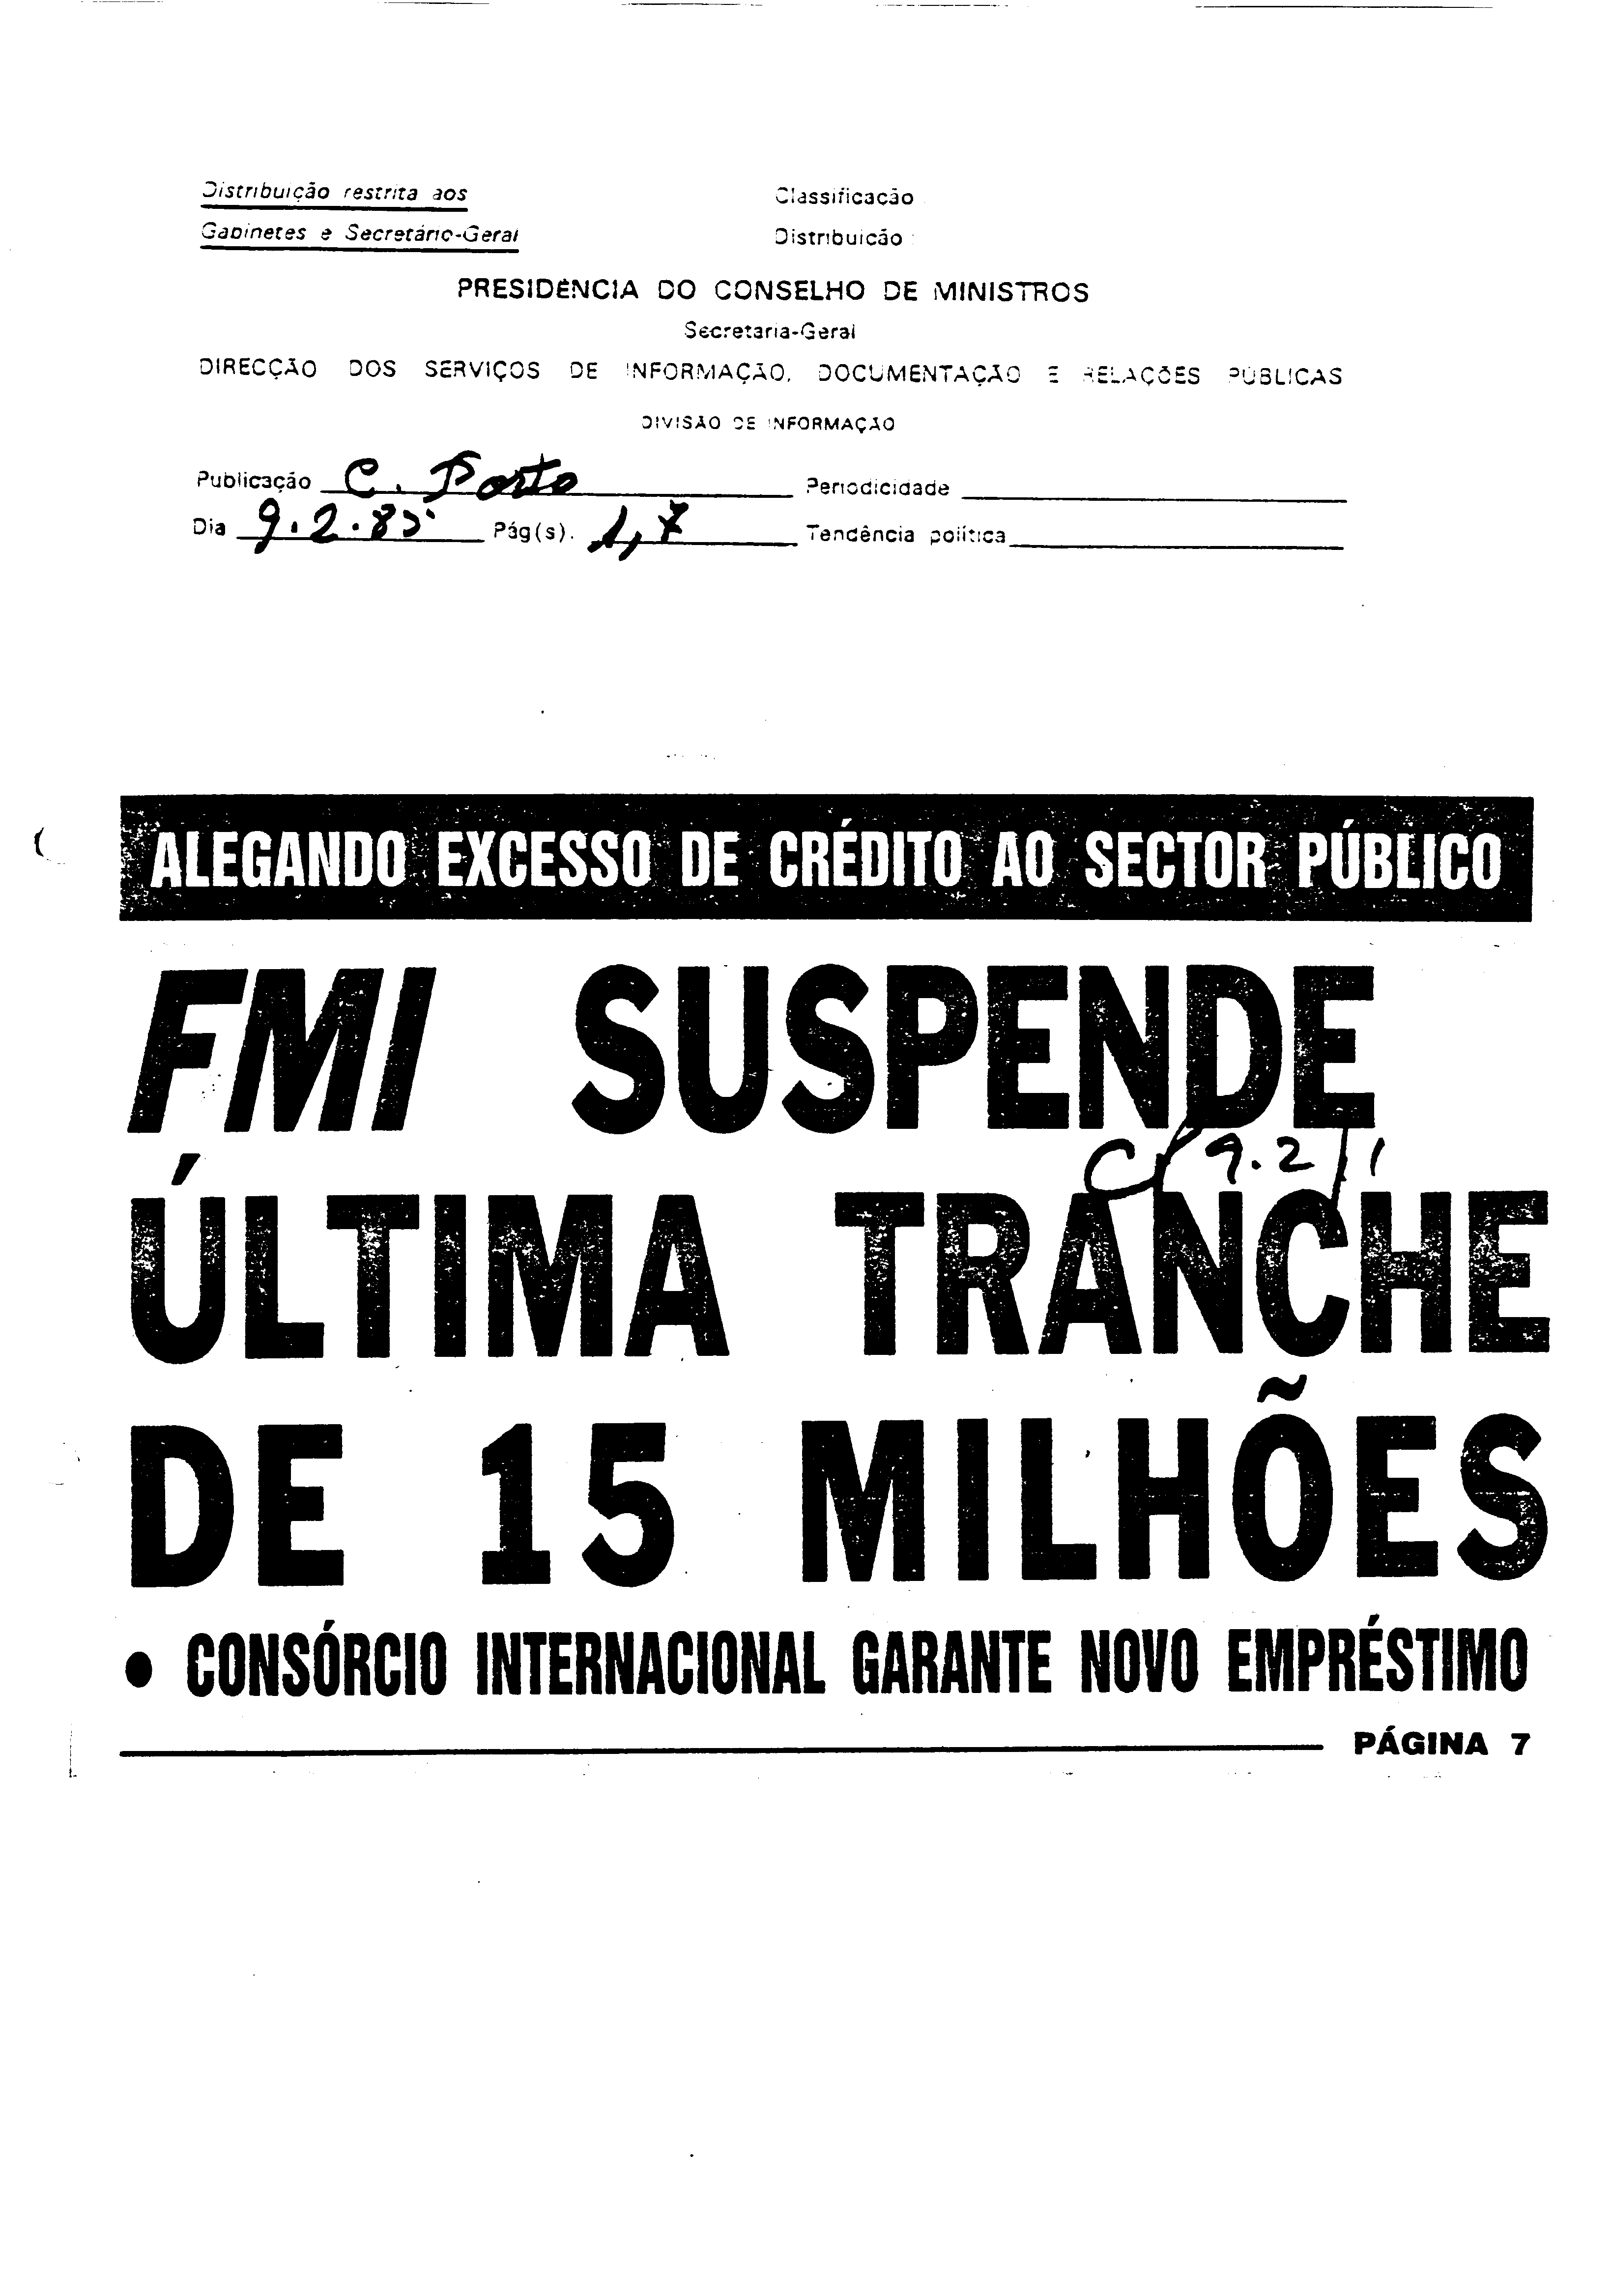 Distribuição restrita aos
Classificação
Gabinetes e Secretário-Geral
Distribuição :
PRESIDÊNCIA DO CONSELHO DE MINISTROS
Secretaria-Geral
DIRECÇÃO DOS SERVIÇOS DE INFORMAÇÃO, DOCUMENTAÇÃO E RELAÇÕES PÚBLICAS
DIVISÃO DE INFORMAÇÃO
Publicação C. Porto Periodicidade
Dia 9.2.85 Pág(s). 1,7 Tendência política
ALEGANDO EXCESSO DE CRÉDITO AO SECTOR PÚBLICO
FMI SUSPENDE
9.2
ÚLTIMA TRANCHE
DE 15 MILHÕES
• CONSÓRCIO INTERNACIONAL GARANTE NOVO EMPRÉSTIMO
PÁGINA 7